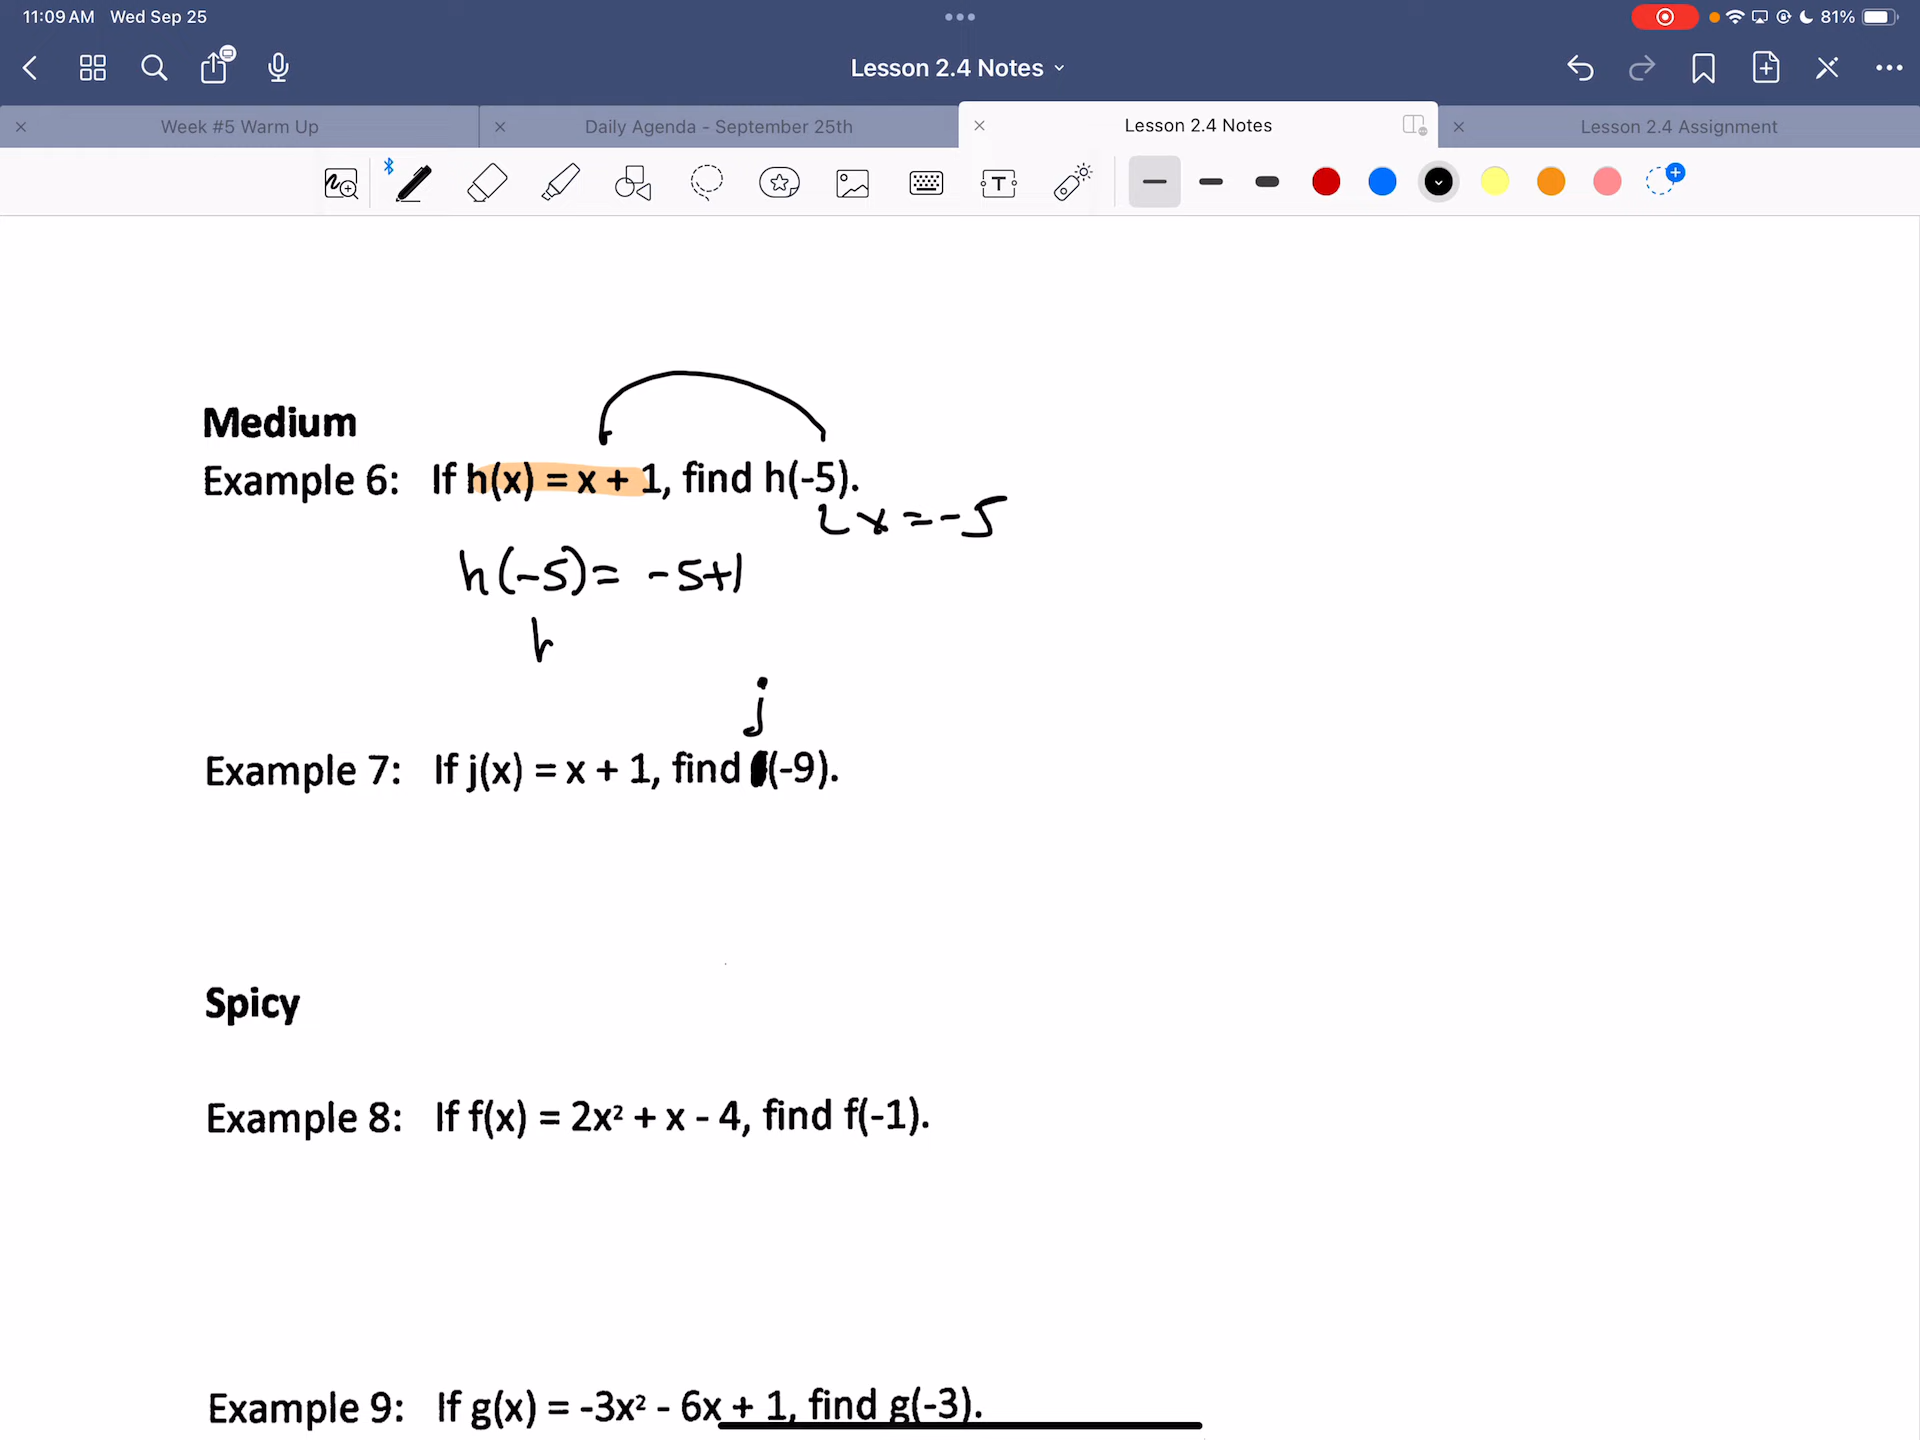 11:09 AM Wed Sep 25
81%
Lesson 2.4 Notes
Week #5 Warm Up
Daily Agenda - September 25th
Lesson 2.4 Notes
Lesson 2.4 Assignment
Medium
Example 6: If h(x) = x + 1, find h(-5).
x = -5
h(-5) = -5+1
h
j
Example 7: If j(x) = x + 1, find (-9).
Spicy
Example 8: If f(x) = 2x² + x - 4, find f(-1).
Example 9: If g(x) = -3x² - 6x + 1, find g(-3).